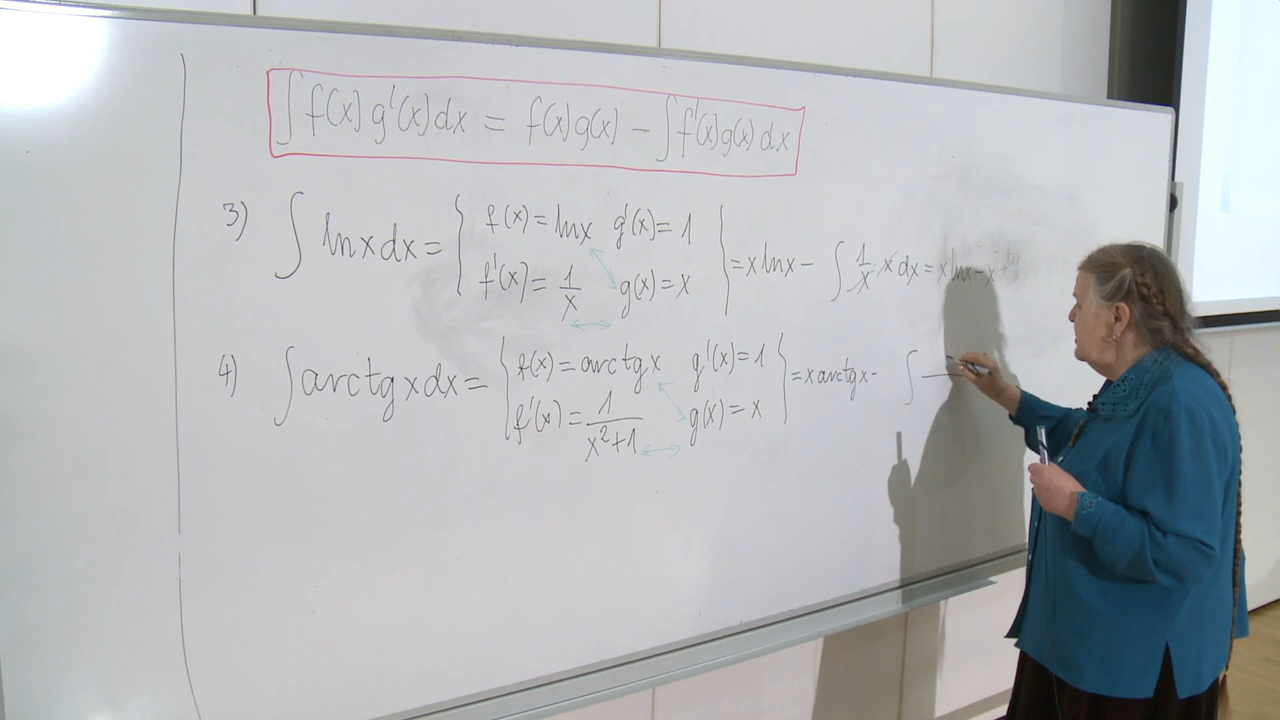 ∫ f(x) g'(x) dx = f(x) g(x) − ∫ f'(x) g(x) dx
3) ∫ ln x dx = { f(x) = ln x g'(x) = 1 f'(x) = 1/x g(x) = x } = x ln x − ∫ 1/x · x dx = x ln x − x
4) ∫ arctg x dx = { f(x) = arctg x g'(x) = 1 f'(x) = 1/(x²+1) g(x) = x } = x arctg x − ∫